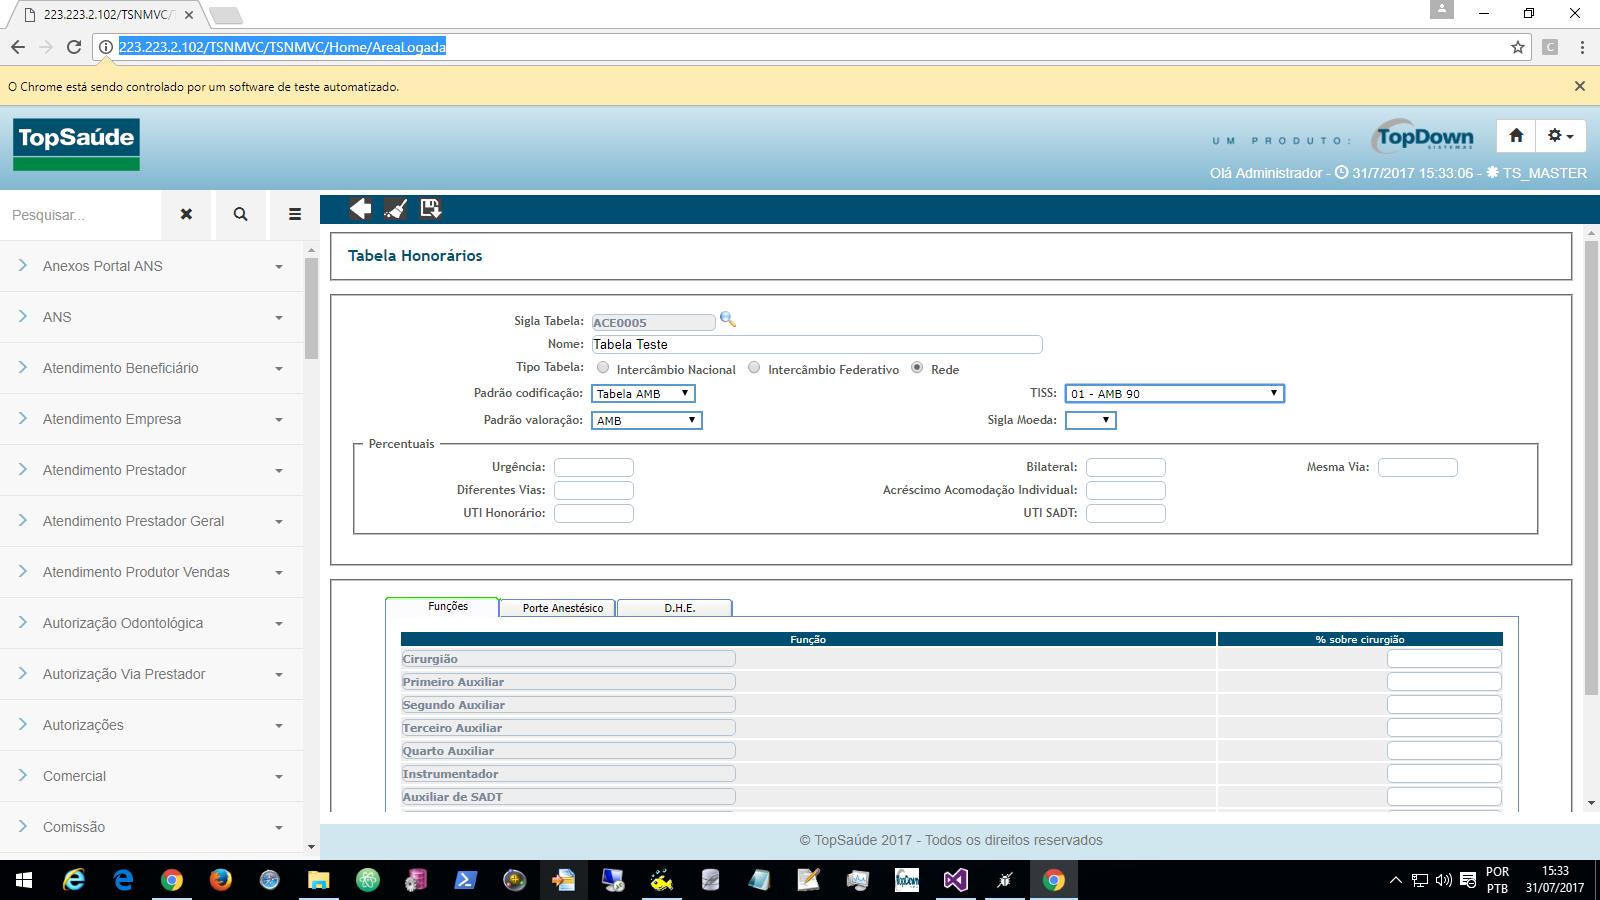 223.223.2.102/TSNMVC/T
223.223.2.102/TSNMVC/TSNMVC/Home/AreaLogada
C
O Chrome está sendo controlado por um software de teste automatizado.
TopSaúde
UM PRODUTO:
TopDown
SISTEMAS
Olá Administrador - 31/7/2017 15:33:06 - TS_MASTER
Pesquisar...
Anexos Portal ANS
ANS
Atendimento Beneficiário
Atendimento Empresa
Atendimento Prestador
Atendimento Prestador Geral
Atendimento Produtor Vendas
Autorização Odontológica
Autorização Via Prestador
Autorizações
Comercial
Comissão
Tabela Honorários
Sigla Tabela: ACE0005
Nome: Tabela Teste
Tipo Tabela: Intercâmbio Nacional Intercâmbio Federativo Rede
Padrão codificação: Tabela AMB TISS: 01 - AMB 90
Padrão valoração: AMB Sigla Moeda:
Percentuais
Urgência: Bilateral: Mesma Via:
Diferentes Vias: Acréscimo Acomodação Individual:
UTI Honorário: UTI SADT:
Funções Porte Anestésico D.H.E.
Função % sobre cirurgião
Cirurgião
Primeiro Auxiliar
Segundo Auxiliar
Terceiro Auxiliar
Quarto Auxiliar
Instrumentador
Auxiliar de SADT
© TopSaúde 2017 - Todos os direitos reservados
TopDown
POR
PTB
15:33
31/07/2017